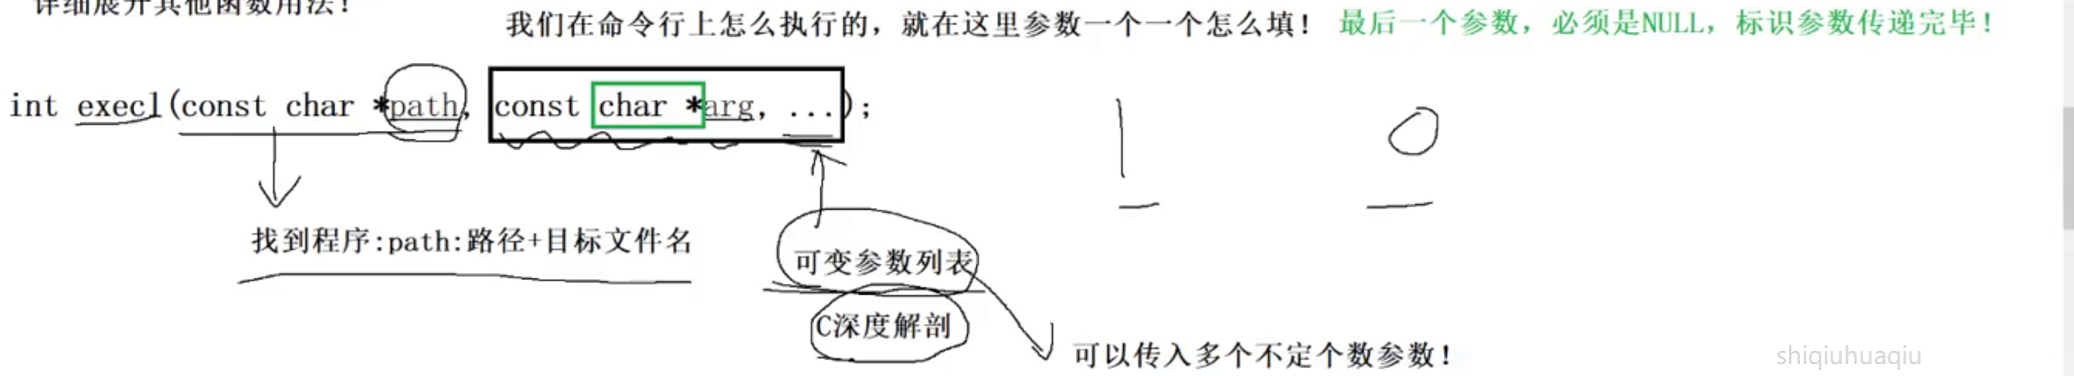 详细展开其他函数用法!
我们在命令行上怎么执行的，就在这里参数一个一个怎么填! 最后一个参数，必须是NULL，标识参数传递完毕!
int execl(const char *path, const char *arg, ...);
1 0
找到程序:path:路径+目标文件名
可变参数列表
C深度解剖
可以传入多个不定个数参数!
shiqiuhuaqiu